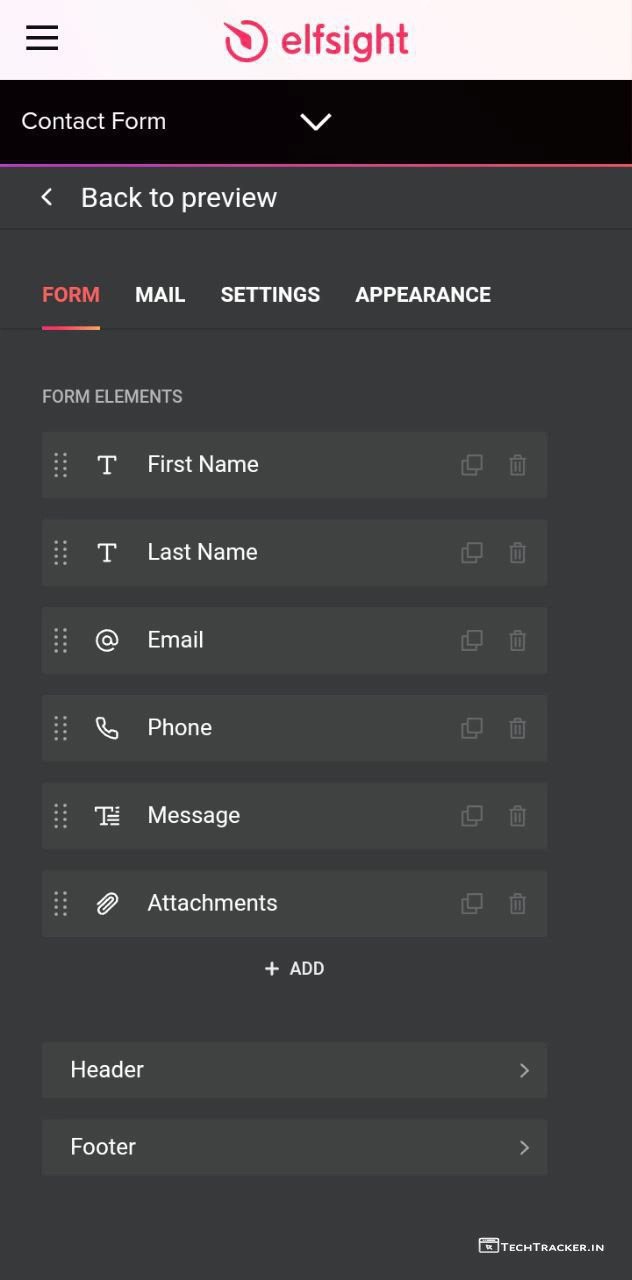 elfsight
Contact Form
Back to preview
FORM MAIL SETTINGS APPEARANCE
FORM ELEMENTS
First Name
Last Name
Email
Phone
Message
Attachments
+ ADD
Header
Footer
TECHTRACKER.IN